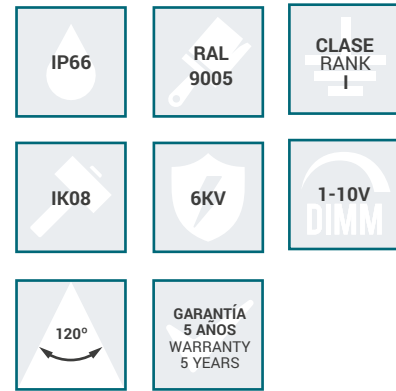 IP66
RAL
9005
CLASE
RANK
I
IK08
6KV
1-10V
DIMM
120º
GARANTÍA
5 AÑOS
WARRANTY
5 YEARS